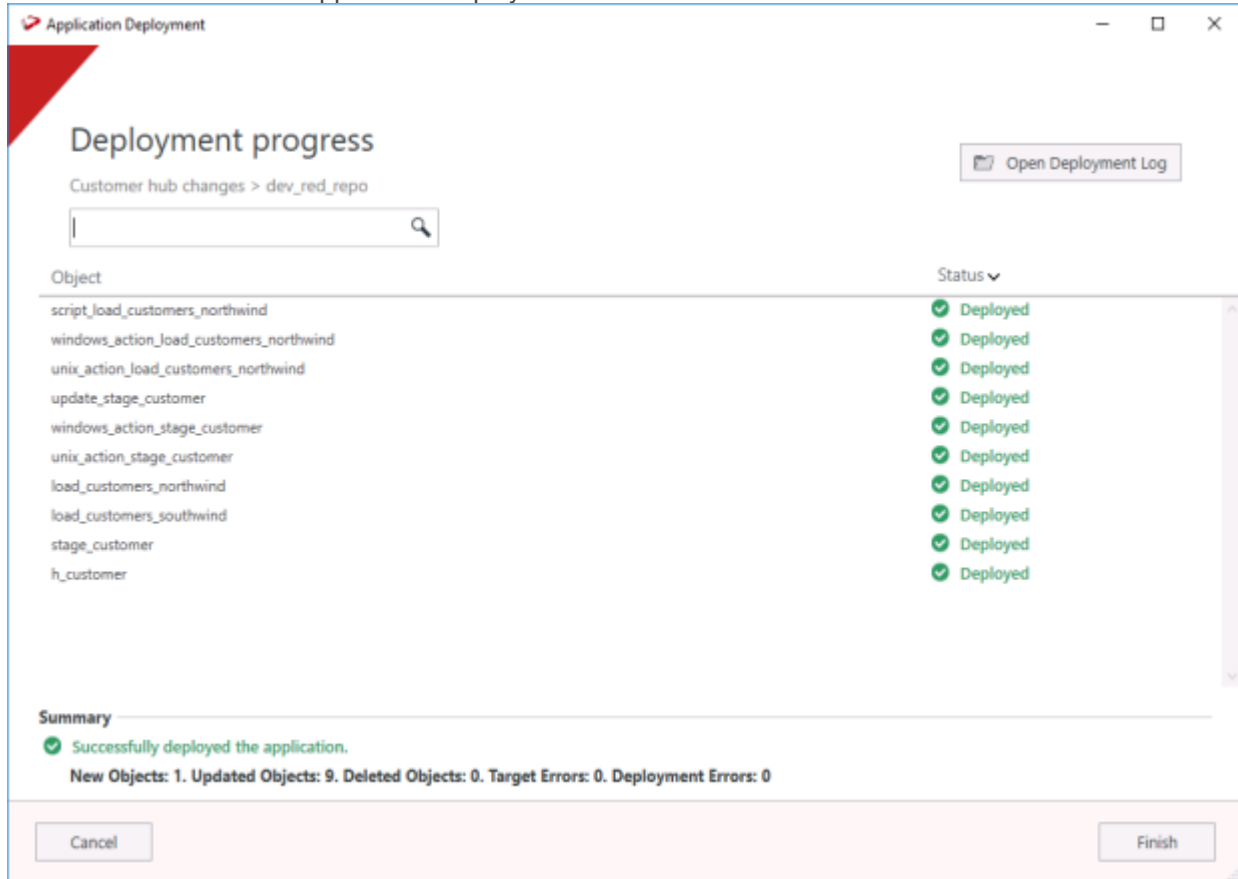 Application Deployment
Deployment progress
Open Deployment Log
Customer hub changes > dev_red_repo
Object Status
script_load_customers_northwind Deployed
windows_action_load_customers_northwind Deployed
unix_action_load_customers_northwind Deployed
update_stage_customer Deployed
windows_action_stage_customer Deployed
unix_action_stage_customer Deployed
load_customers_northwind Deployed
load_customers_southwind Deployed
stage_customer Deployed
h_customer Deployed
Summary
Successfully deployed the application.
New Objects: 1. Updated Objects: 9. Deleted Objects: 0. Target Errors: 0. Deployment Errors: 0
Cancel Finish